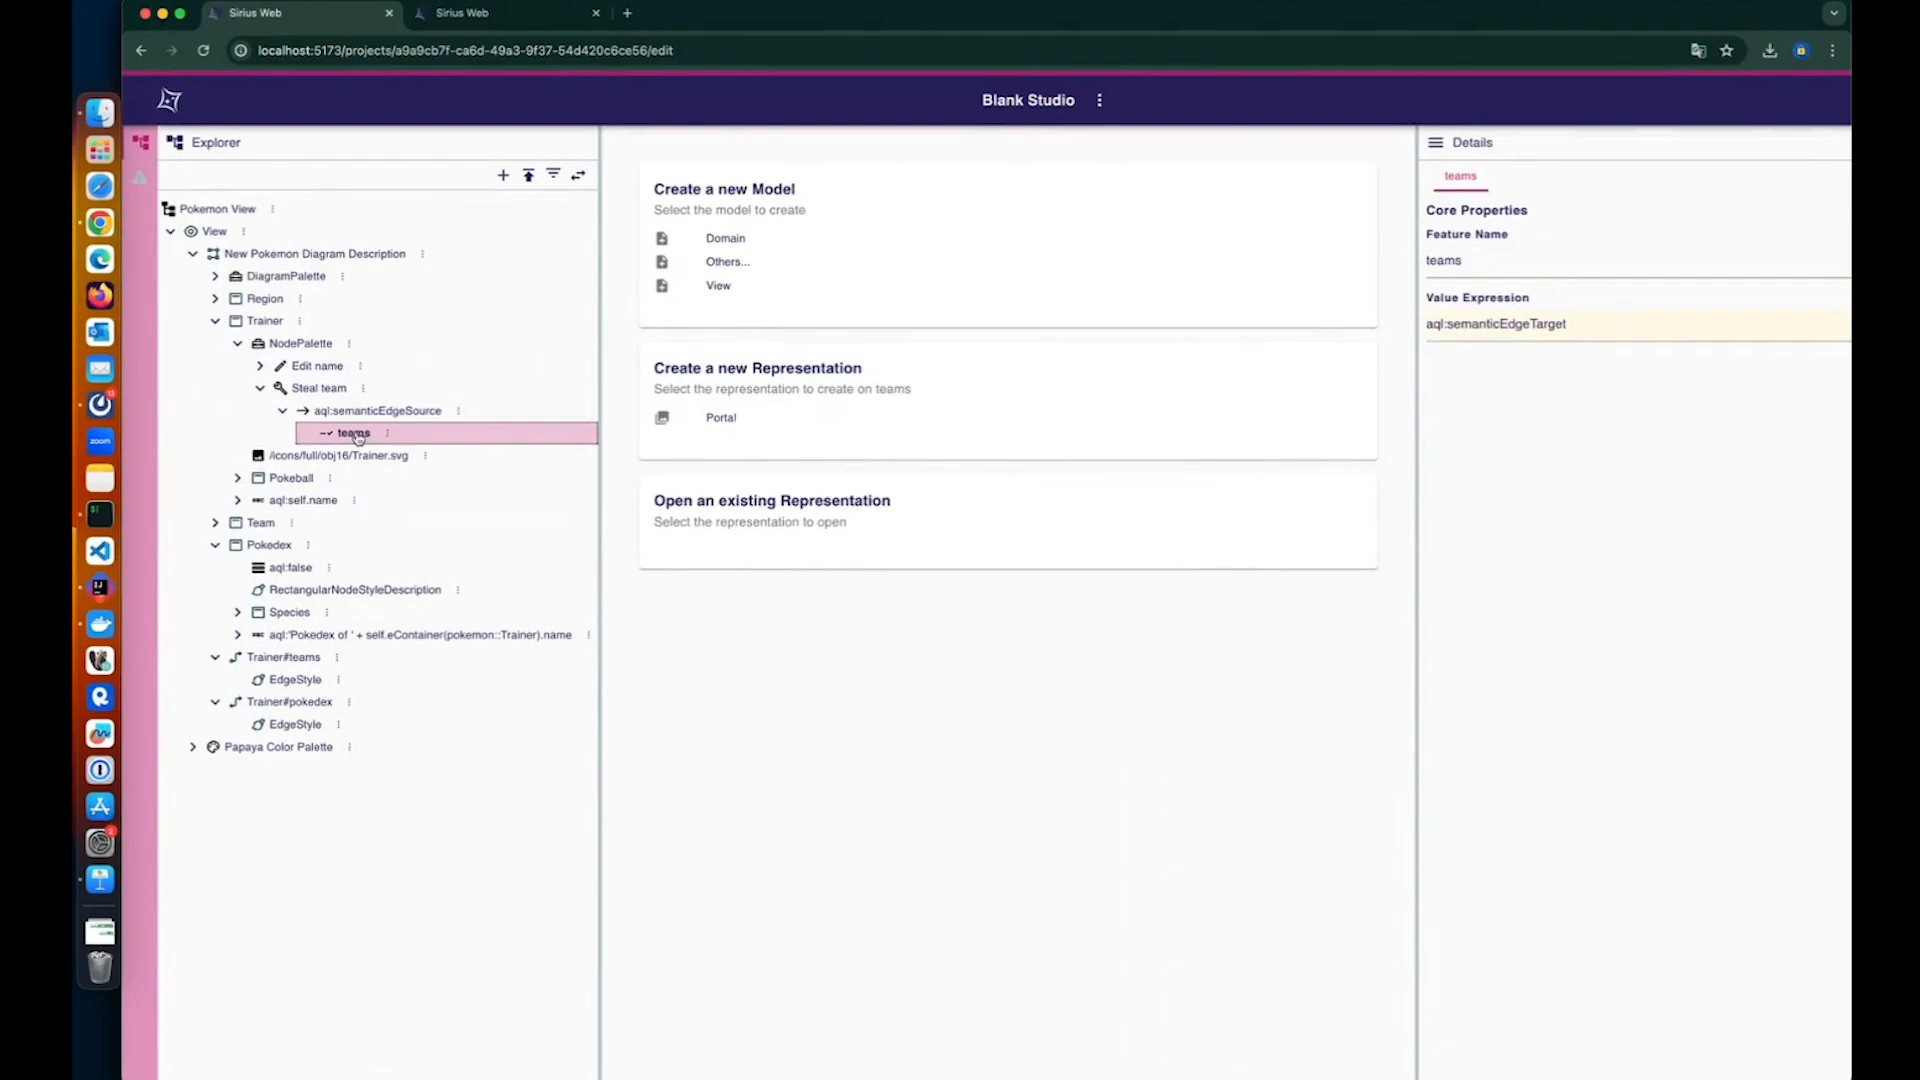 Sirius Web
Sirius Web
localhost:5173/projects/a9a9cb7f-ca6d-49a3-9f37-54d420c6ce56/edit
Blank Studio
Explorer
Pokemon View
View
New Pokemon Diagram Description
DiagramPalette
Region
Trainer
NodePalette
Edit name
Steal team
aql:semanticEdgeSource
teams
/icons/full/obj16/Trainer.svg
Pokeball
aql:self.name
Team
Pokedex
aql:false
RectangularNodeStyleDescription
Species
aql:'Pokedex of ' + self.eContainer(pokemon::Trainer).name
Trainer#teams
EdgeStyle
Trainer#pokedex
EdgeStyle
Papaya Color Palette
Create a new Model
Select the model to create
Domain
Others...
View
Create a new Representation
Select the representation to create on teams
Portal
Open an existing Representation
Select the representation to open
Details
teams
Core Properties
Feature Name
teams
Value Expression
aql:semanticEdgeTarget
zoom